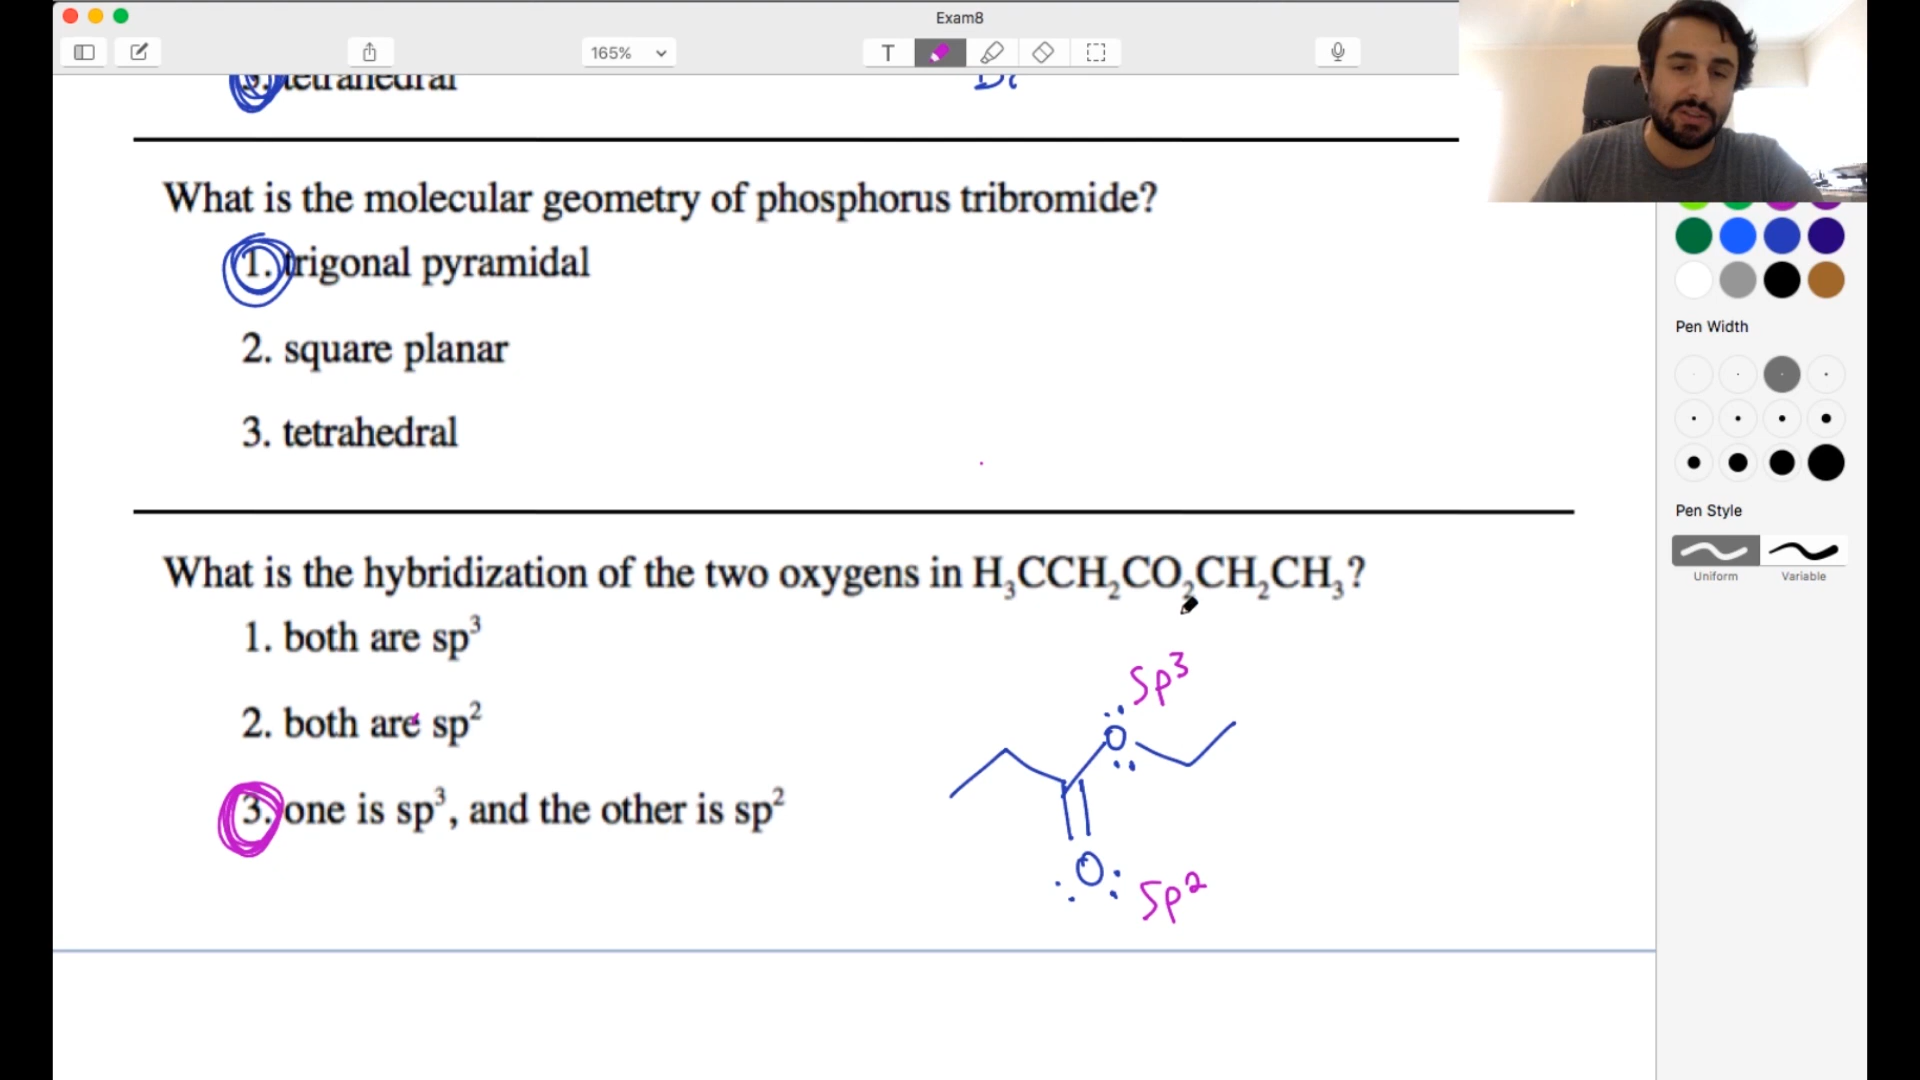 Exam8
165%
T
tetrahedral
Br
What is the molecular geometry of phosphorus tribromide?
1. trigonal pyramidal
2. square planar
3. tetrahedral
What is the hybridization of the two oxygens in H₃CCH₂CO₂CH₂CH₃?
1. both are sp³
2. both are sp²
3. one is sp³, and the other is sp²
Sp³
O
O
Sp²
Pen Width
Pen Style
Uniform
Variable